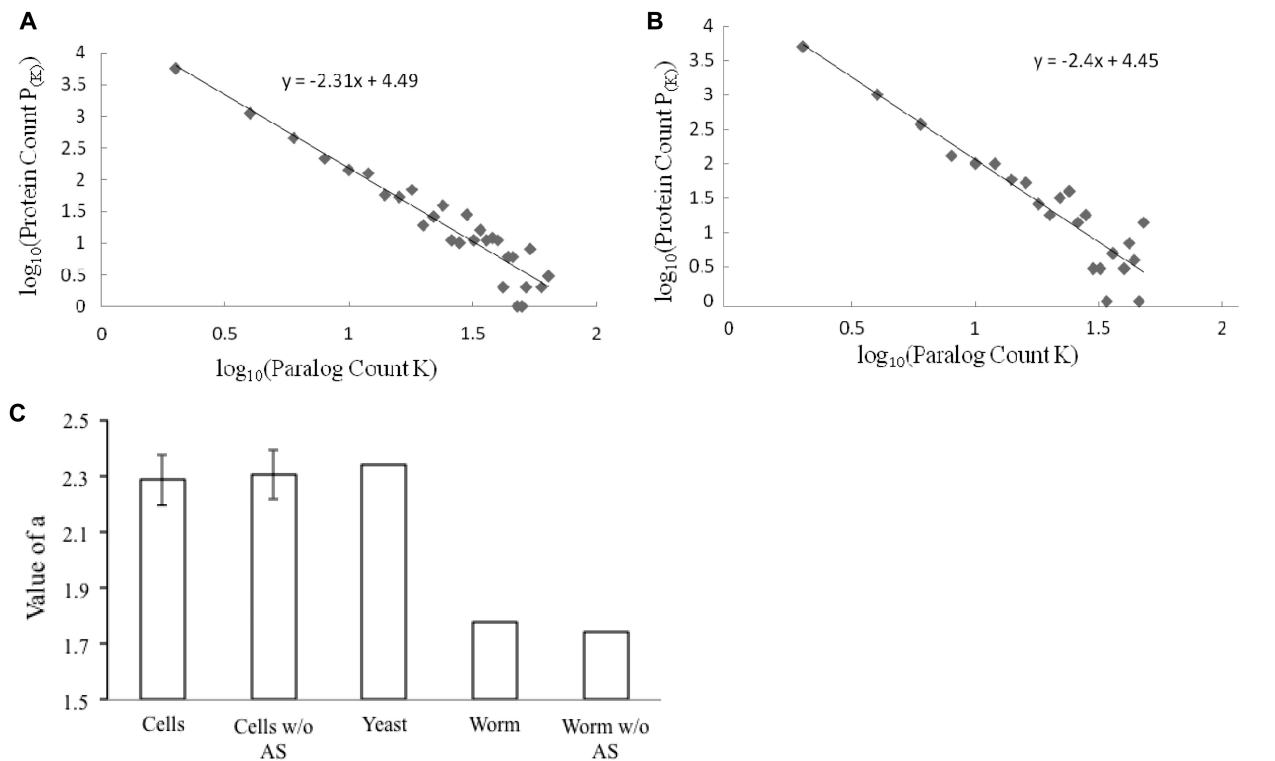 A
log10(Protein Count P(K))
4
3.5
3
2.5
2
1.5
1
0.5
0
y = -2.31x + 4.49
0 0.5 1 1.5 2
log10(Paralog Count K)
B
log10(Protein Count P(K))
4
3.5
3
2.5
2
1.5
1
0.5
0
y = -2.4x + 4.45
0 0.5 1 1.5 2
log10(Paralog Count K)
C
Value of a
2.5
2.3
2.1
1.9
1.7
1.5
Cells Cells w/o Yeast Worm Worm w/o
AS AS